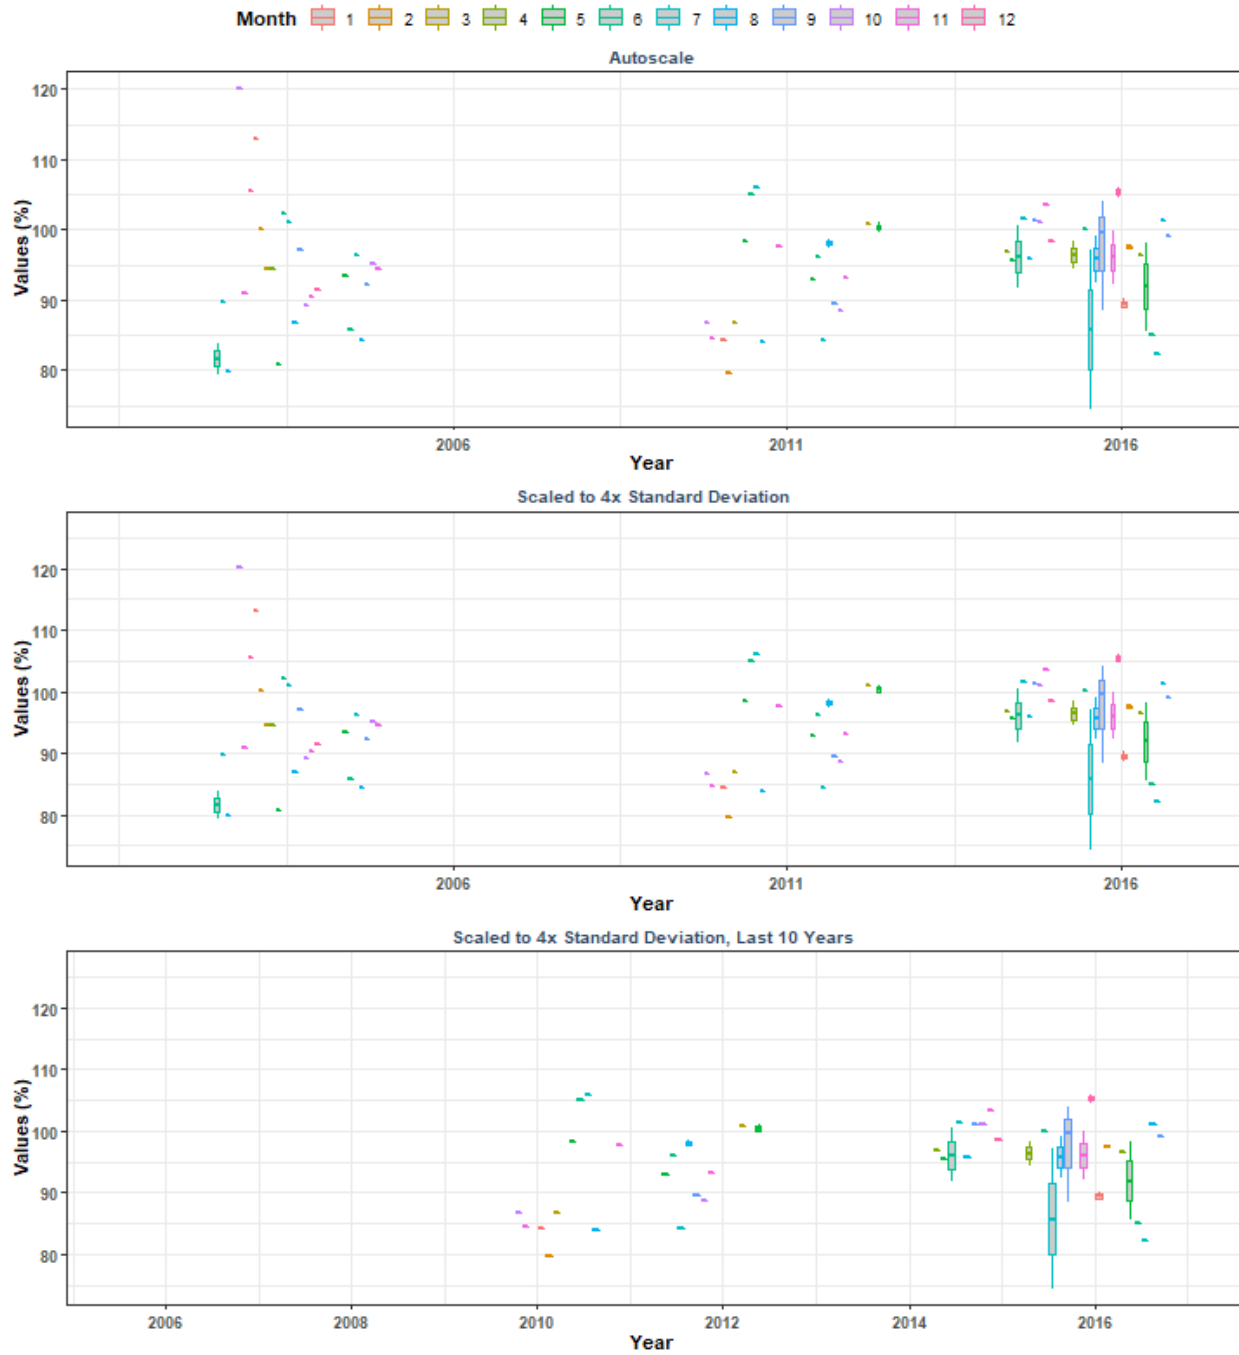 Month 1 2 3 4 5 6 7 8 9 10 11 12
Autoscale
120
110
100
90
80
Values (%)
2006 2011 2016
Year
Scaled to 4x Standard Deviation
120
110
100
90
80
Values (%)
2006 2011 2016
Year
Scaled to 4x Standard Deviation, Last 10 Years
120
110
100
90
80
Values (%)
2006 2008 2010 2012 2014 2016
Year